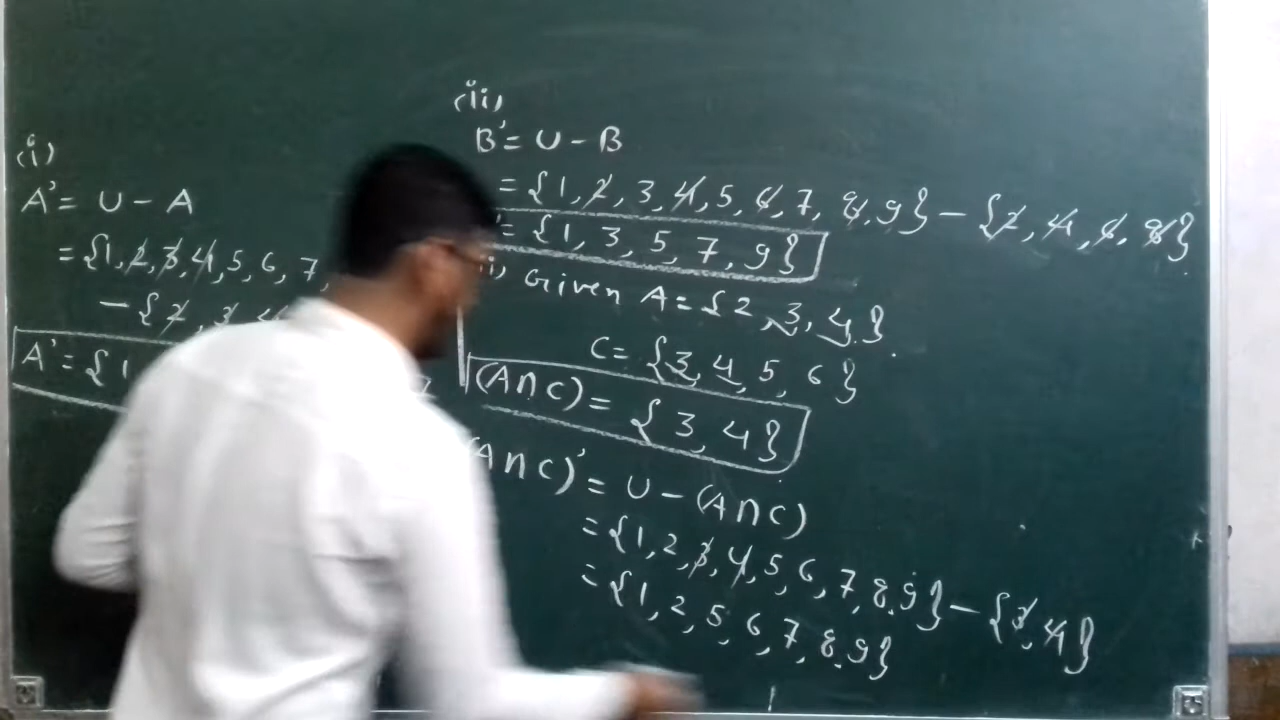 (i)
A' = U - A
= {1, 2, 3, 4, 5, 6, 7,
- {2, 3, 4
A' = {1
(ii)
B' = U - B
= {1, 2, 3, 4, 5, 6, 7, 8, 9} - {2, 4, 6, 8}
= {1, 3, 5, 7, 9}
Given A = {2, 3, 4}
C = {3, 4, 5, 6}
(A∩C) = {3, 4}
(A∩C)' = U - (A∩C)
= {1, 2, 3, 4, 5, 6, 7, 8, 9} - {3, 4}
= {1, 2, 5, 6, 7, 8, 9}